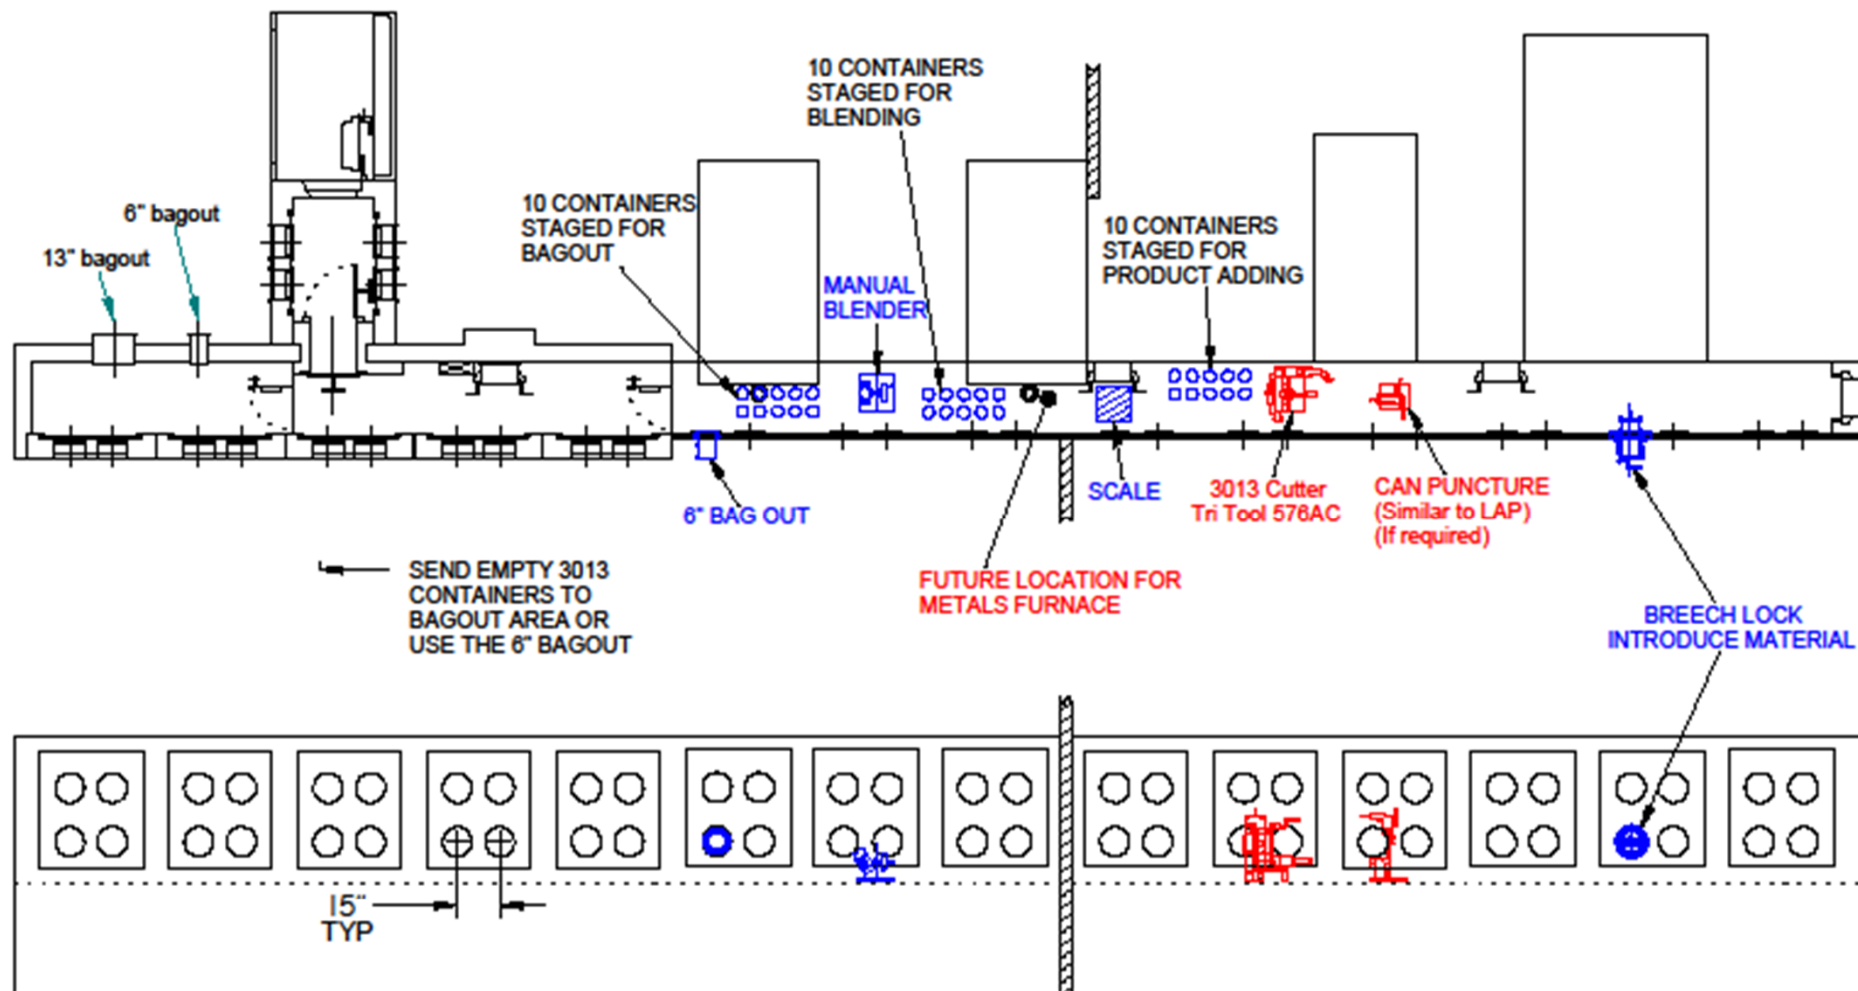 10 CONTAINERS
STAGED FOR
BLENDING
6" bagout
13" bagout
10 CONTAINERS
STAGED FOR
BAGOUT
MANUAL
BLENDER
10 CONTAINERS
STAGED FOR
PRODUCT ADDING
6" BAG OUT
SCALE
3013 Cutter
Tri Tool 576AC
CAN PUNCTURE
(Similar to LAP)
(If required)
SEND EMPTY 3013
CONTAINERS TO
BAGOUT AREA OR
USE THE 6" BAGOUT
FUTURE LOCATION FOR
METALS FURNACE
BREECH LOCK
INTRODUCE MATERIAL
15"
TYP